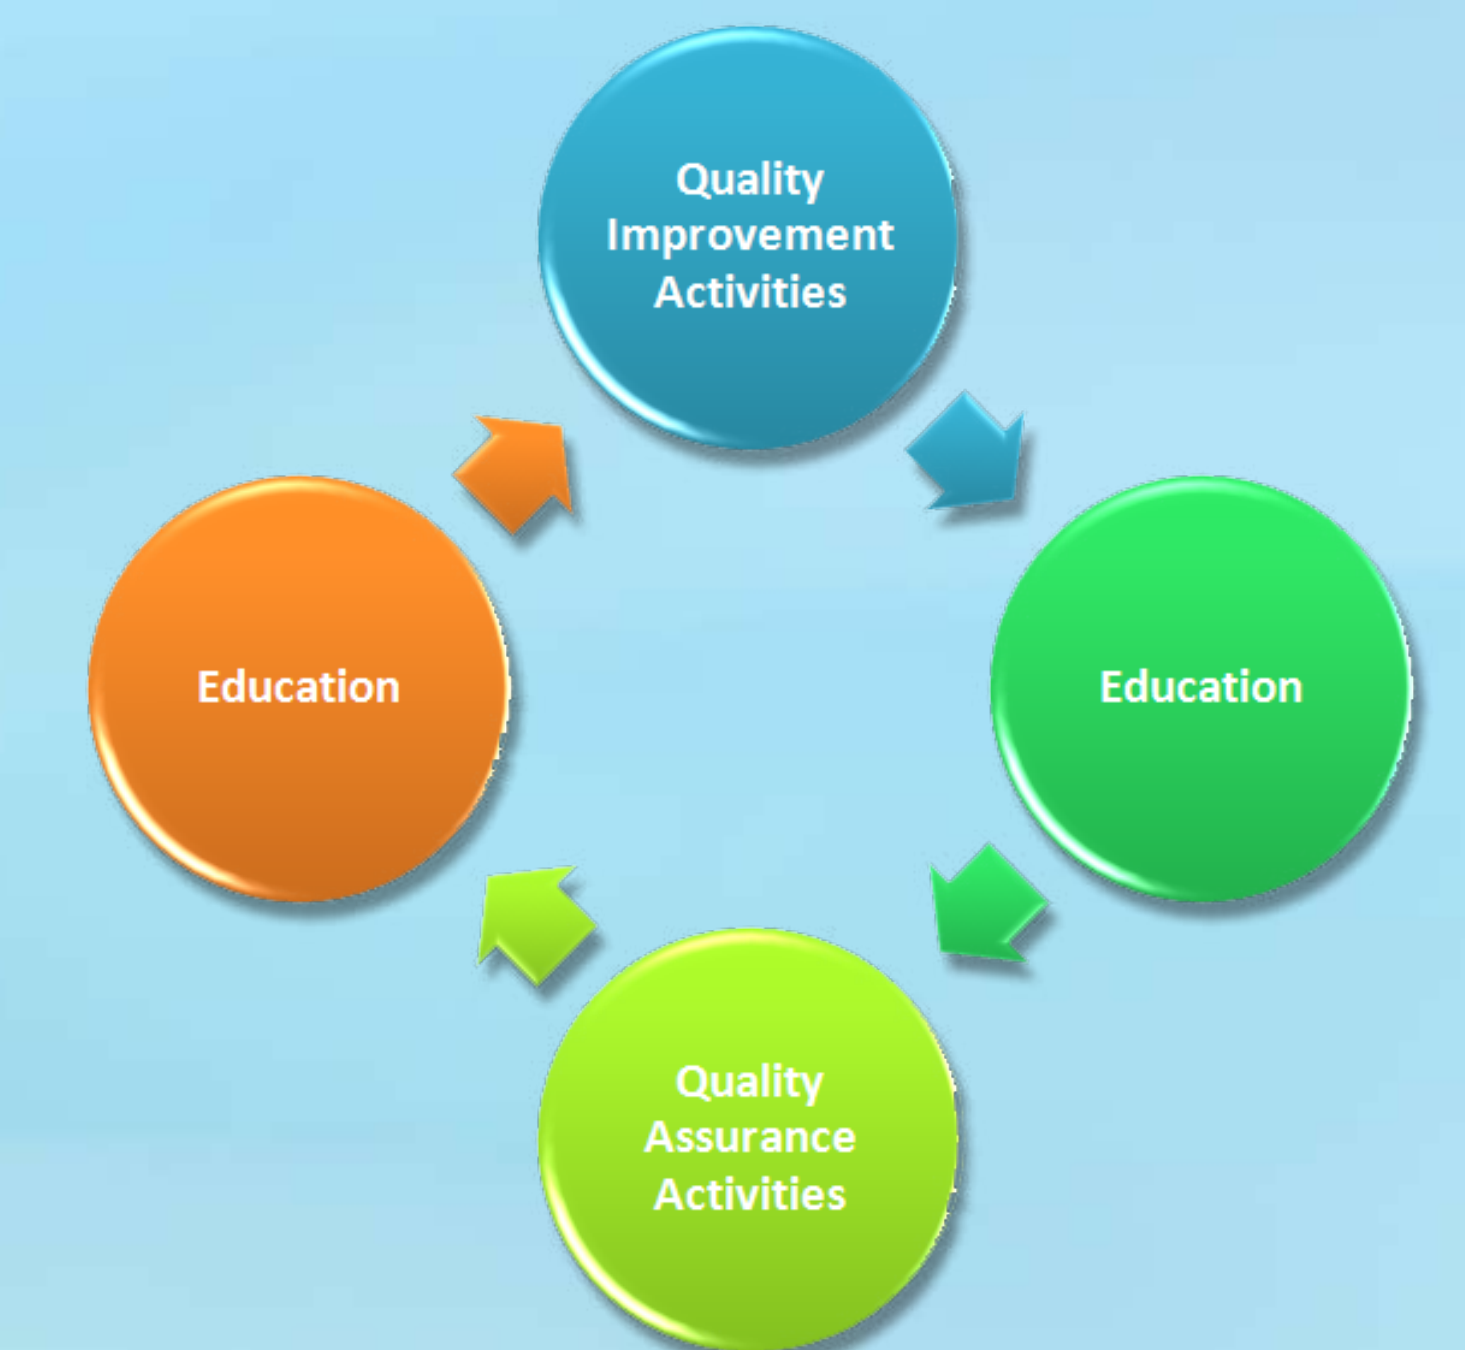 Quality
Improvement
Activities
Education
Education
Quality
Assurance
Activities